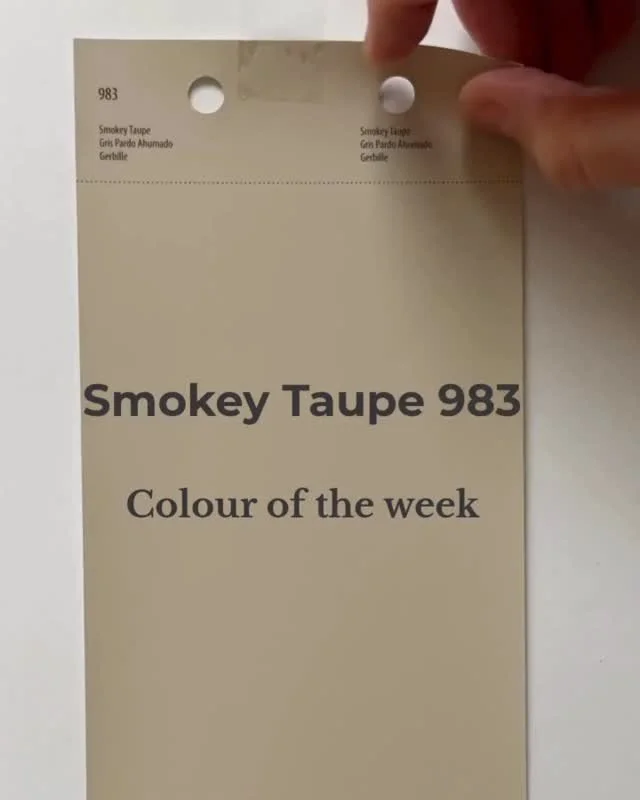 983
Smokey Taupe
Gris Pardo Ahumado
Gerbille
Smokey Taupe
Gris Pardo Ahumado
Gerbille
Smokey Taupe 983
Colour of the week